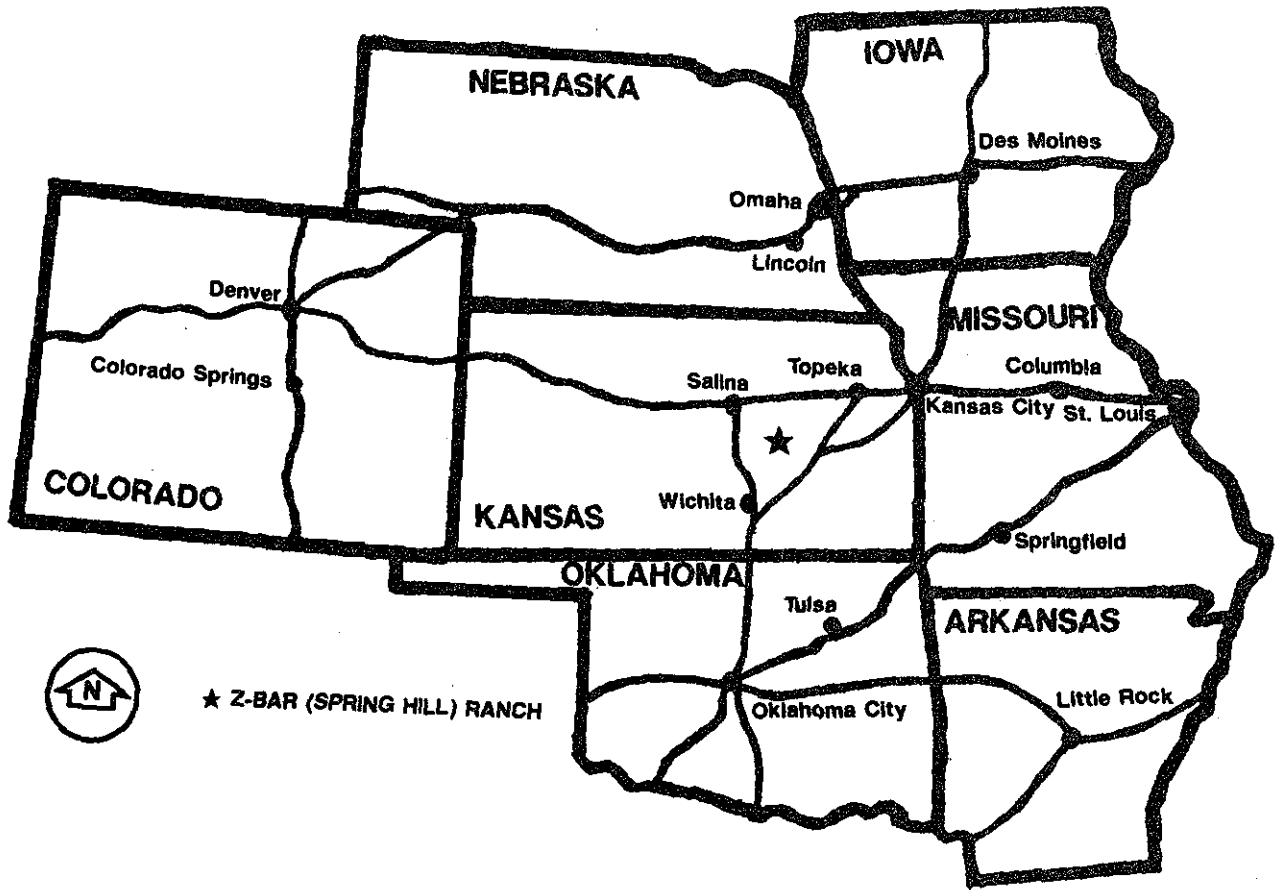 IOWA
NEBRASKA
Des Moines
Omaha
Lincoln
Denver
MISSOURI
Colorado Springs
Salina
Topeka
Columbia
Kansas City
St. Louis
COLORADO
Wichita
KANSAS
Springfield
OKLAHOMA
Tulsa
ARKANSAS
N
★ Z-BAR (SPRING HILL) RANCH
Oklahoma City
Little Rock